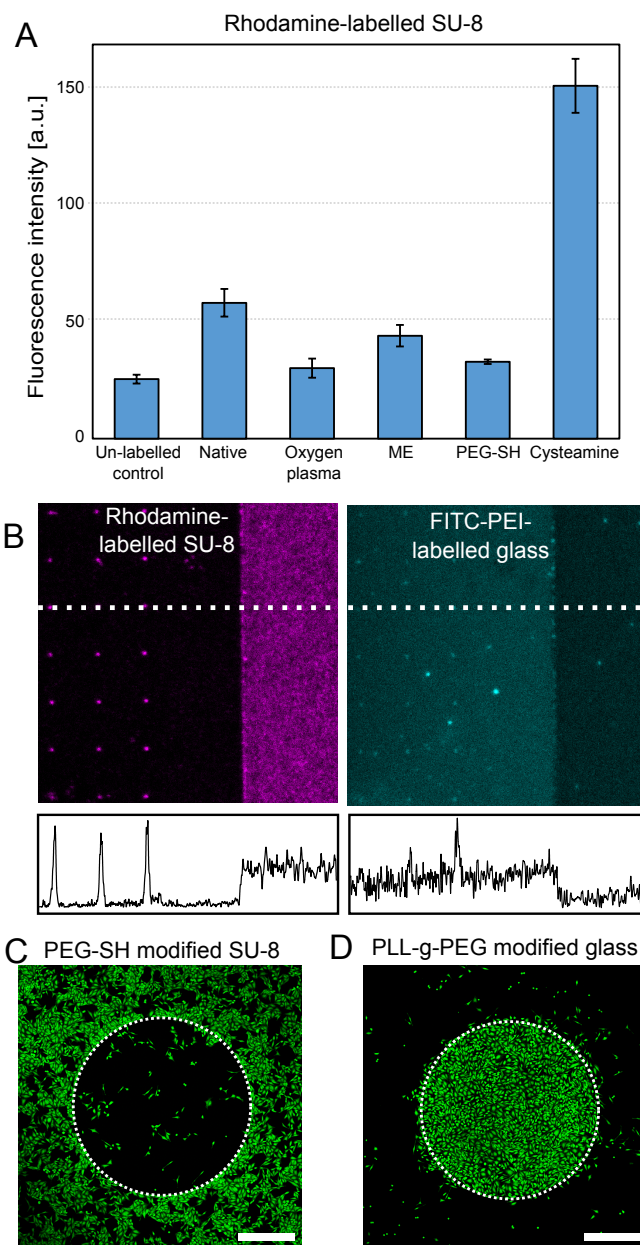 A
Rhodamine-labelled SU-8
Fluorescence intensity [a.u.]
150
100
50
0
Un-labelled
control
Native
Oxygen
plasma
ME
PEG-SH
Cysteamine
B
Rhodamine-
labelled SU-8
FITC-PEI-
labelled glass
C
PEG-SH modified SU-8
D
PLL-g-PEG modified glass